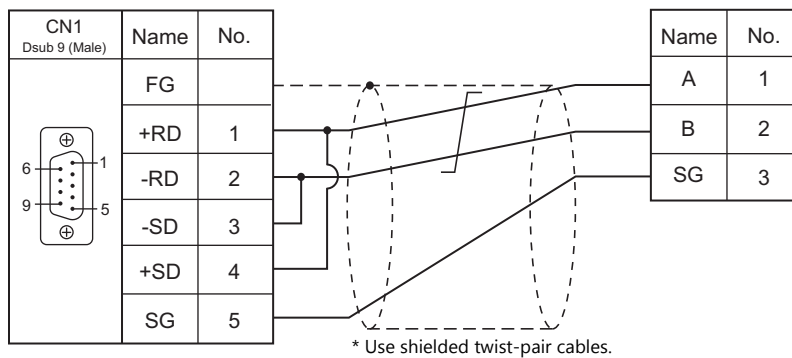 CN1
Dsub 9 (Male)
Name No.
FG
+RD 1
-RD 2
-SD 3
+SD 4
SG 5
6 1
9 5
Name No.
A 1
B 2
SG 3
* Use shielded twist-pair cables.